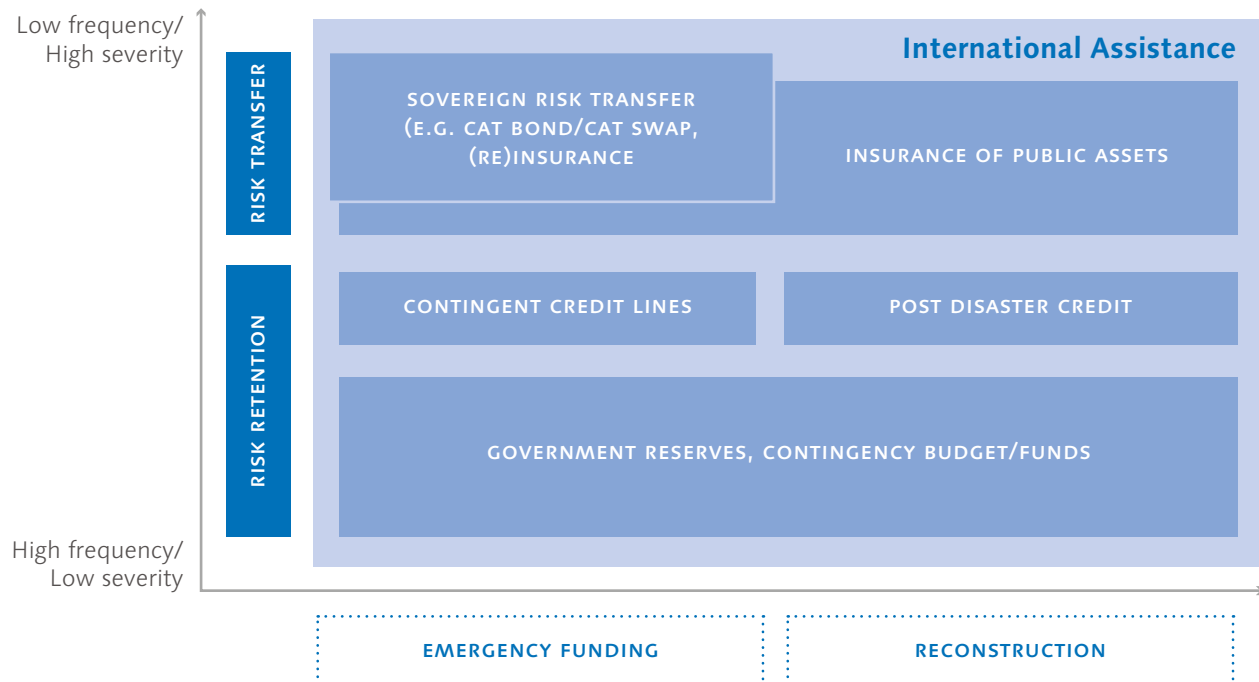 Low frequency/
High severity
International Assistance
RISK TRANSFER
SOVEREIGN RISK TRANSFER
(E.G. CAT BOND/CAT SWAP,
(RE)INSURANCE
INSURANCE OF PUBLIC ASSETS
RISK RETENTION
CONTINGENT CREDIT LINES
POST DISASTER CREDIT
GOVERNMENT RESERVES, CONTINGENCY BUDGET/FUNDS
High frequency/
Low severity
EMERGENCY FUNDING
RECONSTRUCTION